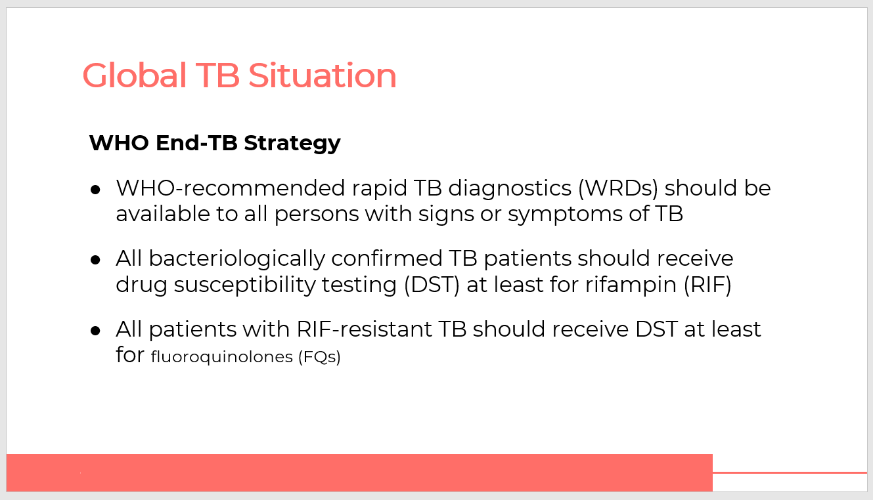 Global TB Situation
WHO End-TB Strategy
● WHO-recommended rapid TB diagnostics (WRDs) should be
available to all persons with signs or symptoms of TB
● All bacteriologically confirmed TB patients should receive
drug susceptibility testing (DST) at least for rifampin (RIF)
● All patients with RIF-resistant TB should receive DST at least
for fluoroquinolones (FQs)